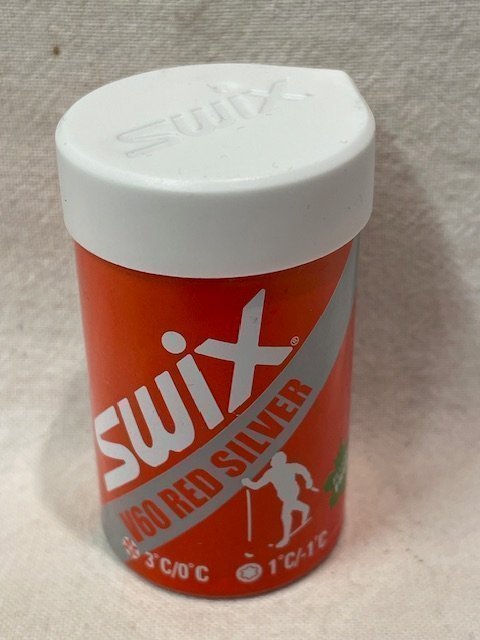 swix
SWIX®
V60 RED SILVER
3°C/0°C 1°C/-1°C